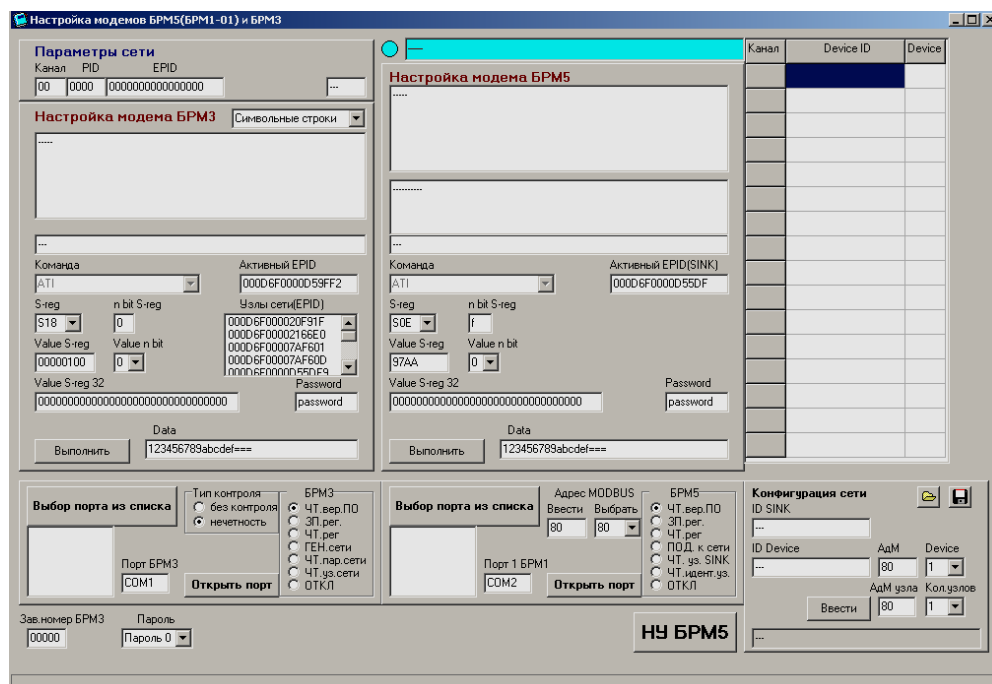 Настройка модемов БРМ5(БРМ1-01) и БРМ3
Параметры сети
Канал PID EPID
00 0000 0000000000000000 ---
Настройка модема БРМ3 Символьные строки
-----
---
Команда Активный EPID
ATI 000D6F0000D59FF2
S-reg n bit S-reg Узлы сети(EPID)
S18 0 000D6F000020F91F
000D6F00002166E0
Value S-reg Value n bit 000D6F00007AF601
00000100 0 000D6F00007AF60D
000D6F0000D55DF9
Value S-reg 32 Password
00000000000000000000000000000000 password
Data
Выполнить 123456789abcdef===
----
Настройка модема БРМ5
-----
----------
---
Команда Активный EPID(SINK)
ATI 000D6F0000D55DF
S-reg n bit S-reg
S0E f
Value S-reg Value n bit
97AA 0
Value S-reg 32 Password
00000000000000000000000000000000 password
Data
Выполнить 123456789abcdef===
Канал Device ID Device
Выбор порта из списка
Тип контроля
без контроля
нечетность
Порт БРМ3
COM1 Открыть порт
БРМ3
ЧТ.вер.ПО
ЗП.рег.
ЧТ.рег
ГЕН.сети
ЧТ.пар.сети
ЧТ.уз.сети
ОТКЛ
Выбор порта из списка
Адрес MODBUS
Ввести Выбрать
80 80
Порт 1 БРМ1
COM2 Открыть порт
БРМ5
ЧТ.вер.ПО
ЗП.рег.
ЧТ.рег
ПОД. к сети
ЧТ. уз. SINK
ЧТ.идент.уз.
ОТКЛ
Конфигурация сети
ID SINK
---
ID Device АдМ Device
--- 80 1
АдМ узла Кол.узлов
Ввести 80 1
---
Зав.номер БРМ3 Пароль
00000 Пароль 0
НУ БРМ5